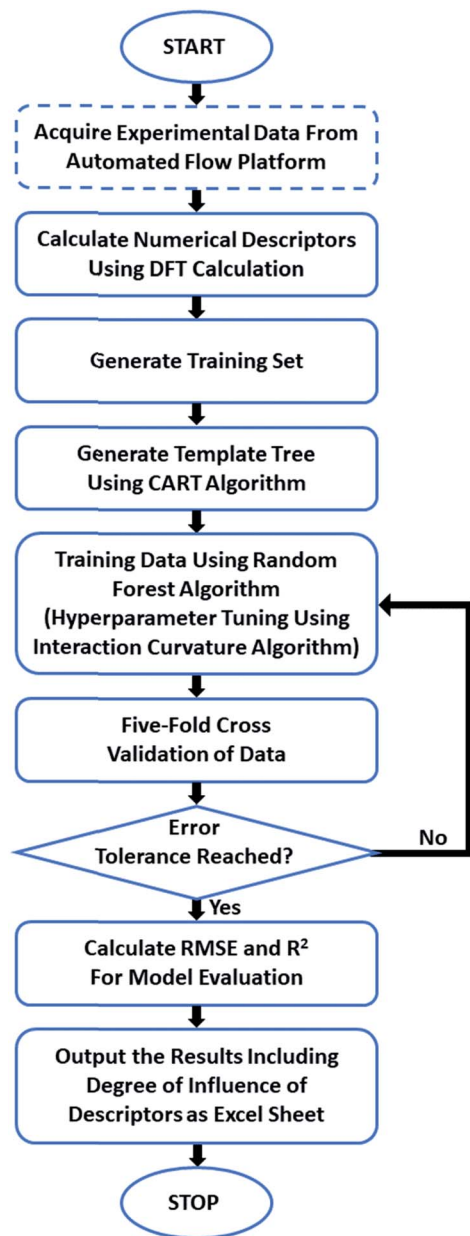 START
Acquire Experimental Data From
Automated Flow Platform
Calculate Numerical Descriptors
Using DFT Calculation
Generate Training Set
Generate Template Tree
Using CART Algorithm
Training Data Using Random
Forest Algorithm
(Hyperparameter Tuning Using
Interaction Curvature Algorithm)
Five-Fold Cross
Validation of Data
Error
Tolerance Reached?
No
Yes
Calculate RMSE and R²
For Model Evaluation
Output the Results Including
Degree of Influence of
Descriptors as Excel Sheet
STOP